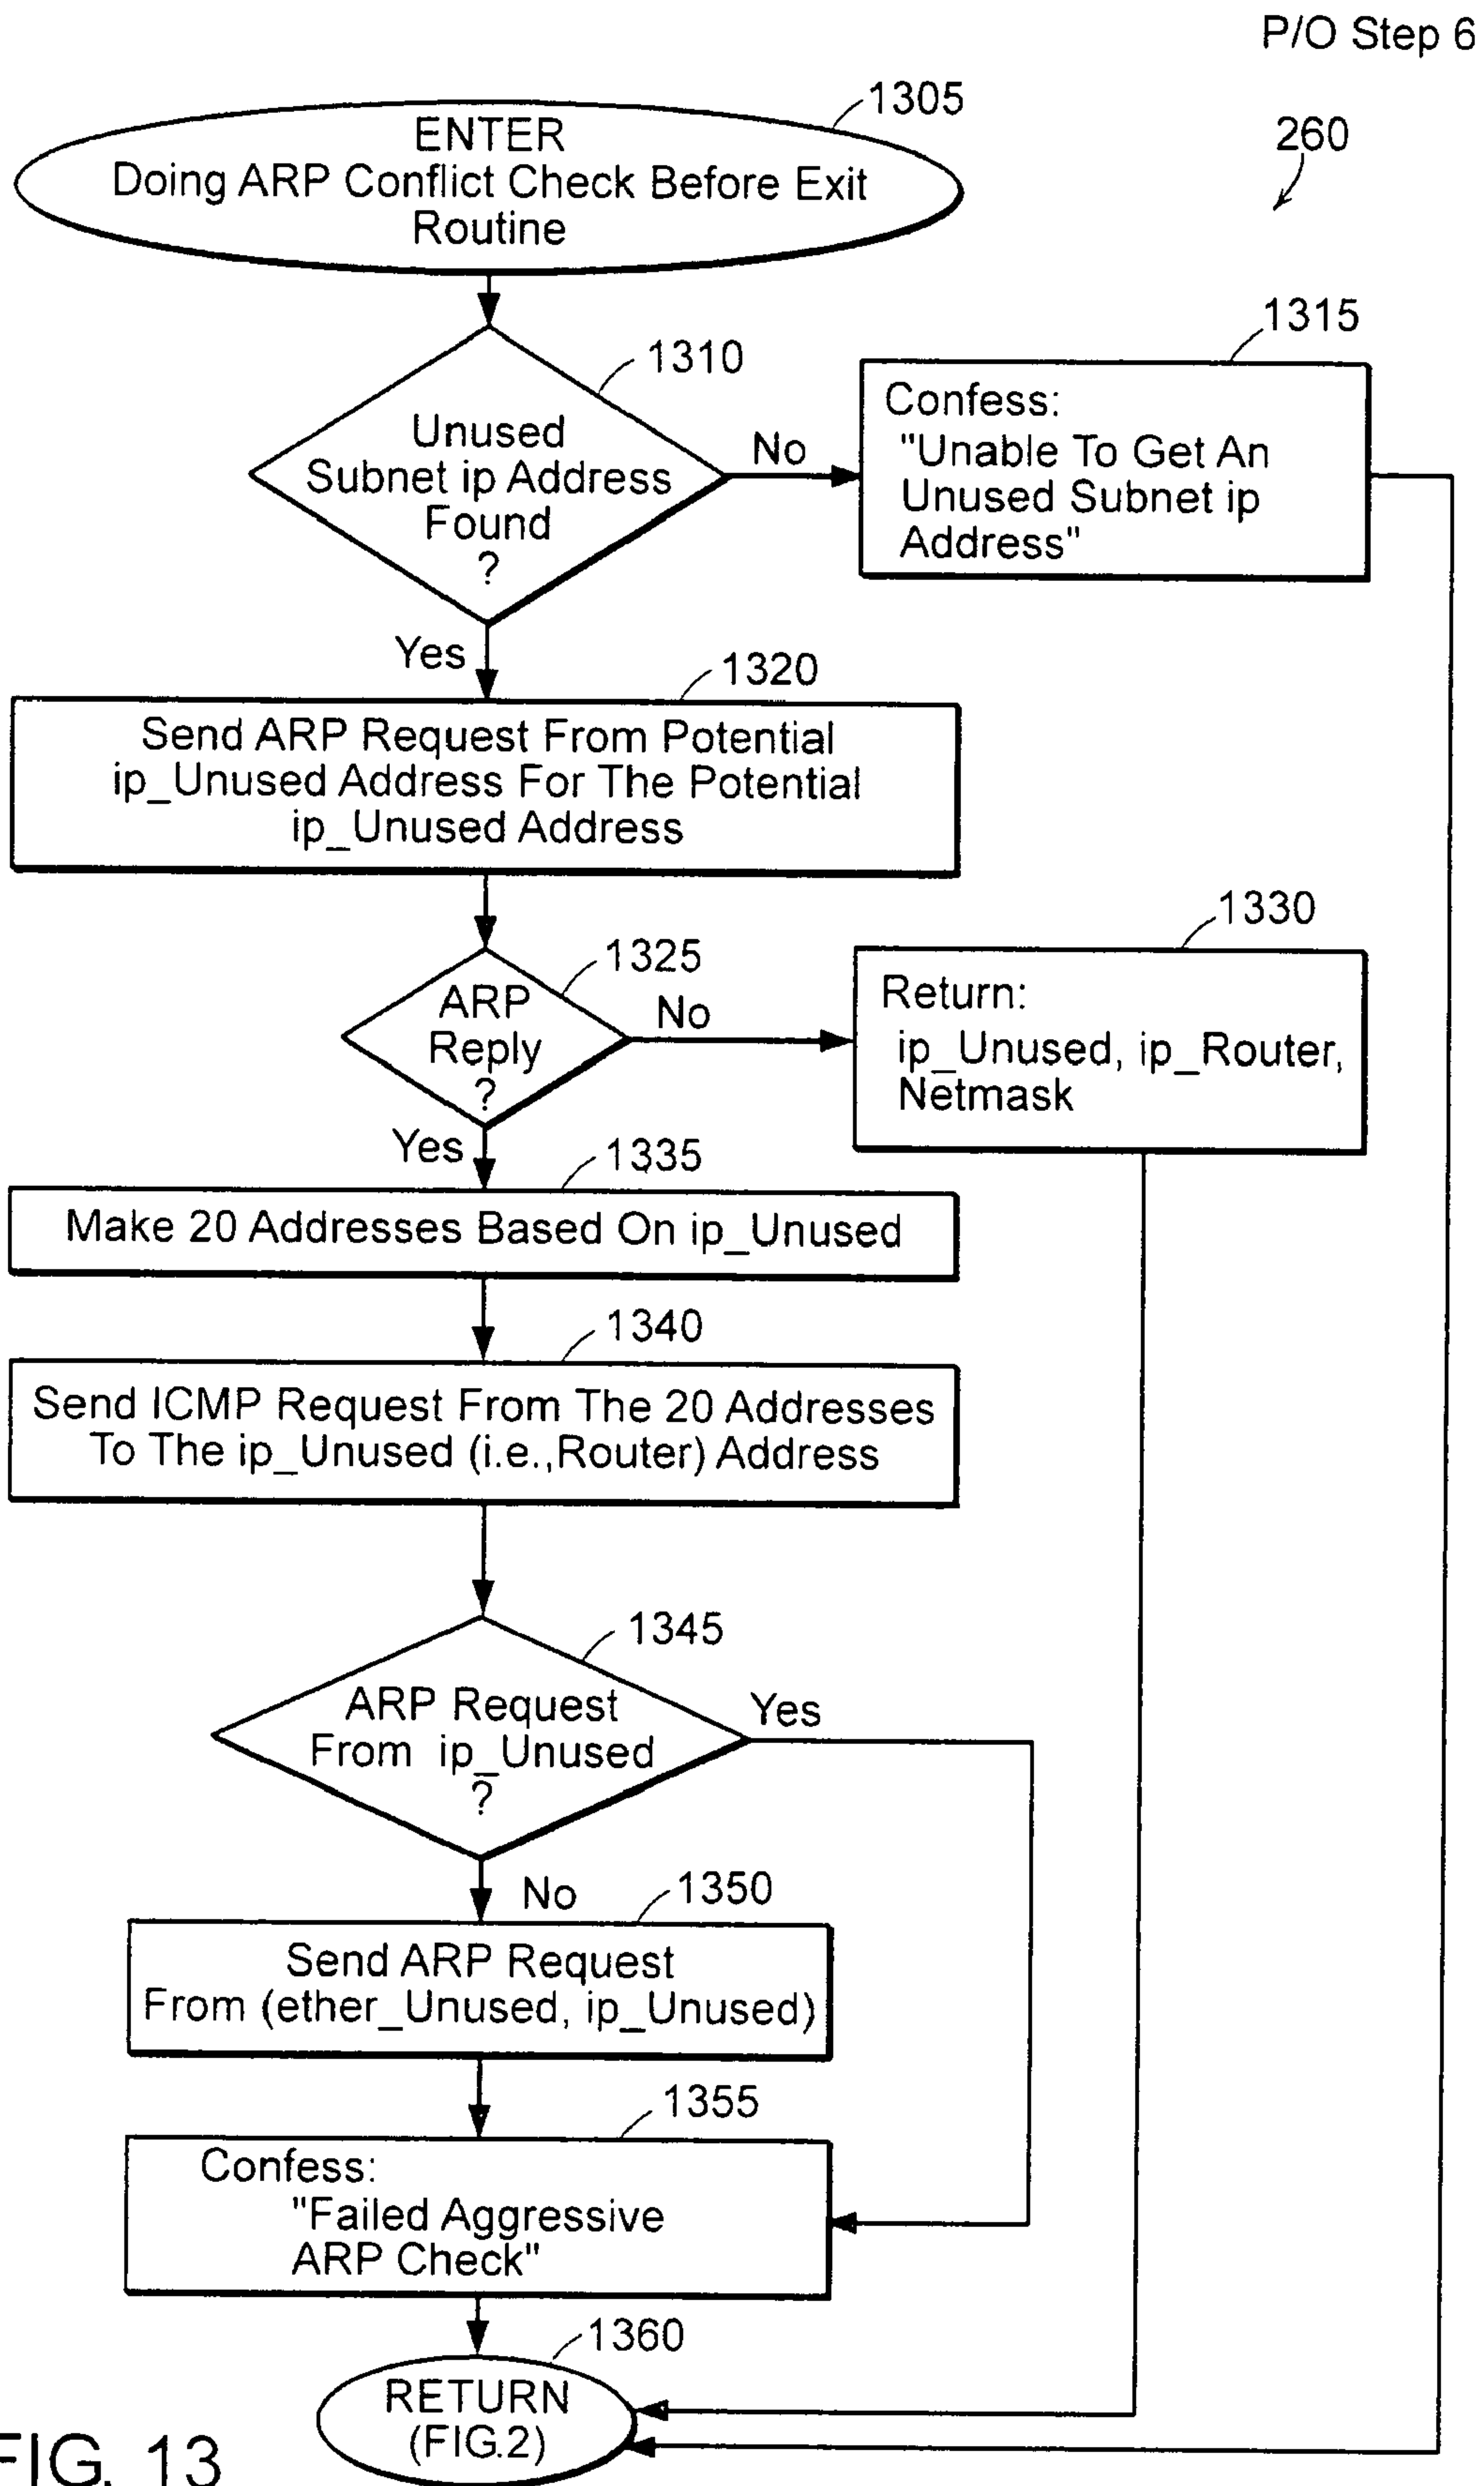 P/O Step 6
1305
260
ENTER
Doing ARP Conflict Check Before Exit
Routine
1310
Unused
Subnet ip Address
Found
?
No
1315
Confess:
"Unable To Get An
Unused Subnet ip
Address"
Yes
1320
Send ARP Request From Potential
ip_Unused Address For The Potential
ip_Unused Address
1325
ARP
Reply
?
No
1330
Return:
ip_Unused, ip_Router,
Netmask
Yes
1335
Make 20 Addresses Based On ip_Unused
1340
Send ICMP Request From The 20 Addresses
To The ip_Unused (i.e.,Router) Address
1345
ARP Request
From ip_Unused
?
Yes
No
1350
Send ARP Request
From (ether_Unused, ip_Unused)
1355
Confess:
"Failed Aggressive
ARP Check"
1360
RETURN
(FIG.2)
FIG. 13